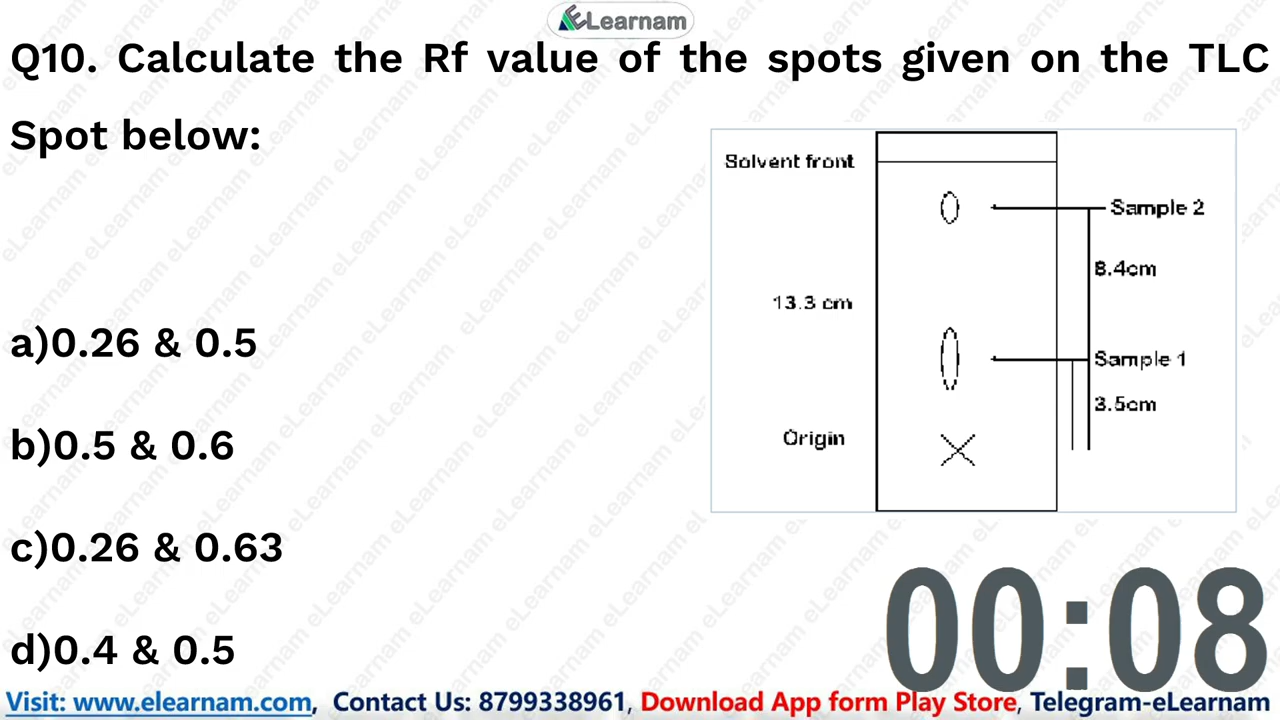 eLearnam
Q10. Calculate the Rf value of the spots given on the TLC
Spot below:
Solvent front
Sample 2
8.4cm
13.3 cm
Sample 1
3.5cm
Origin
a)0.26 & 0.5
b)0.5 & 0.6
c)0.26 & 0.63
d)0.4 & 0.5
00:08
Visit: www.elearnam.com, Contact Us: 8799338961, Download App form Play Store, Telegram-eLearnam